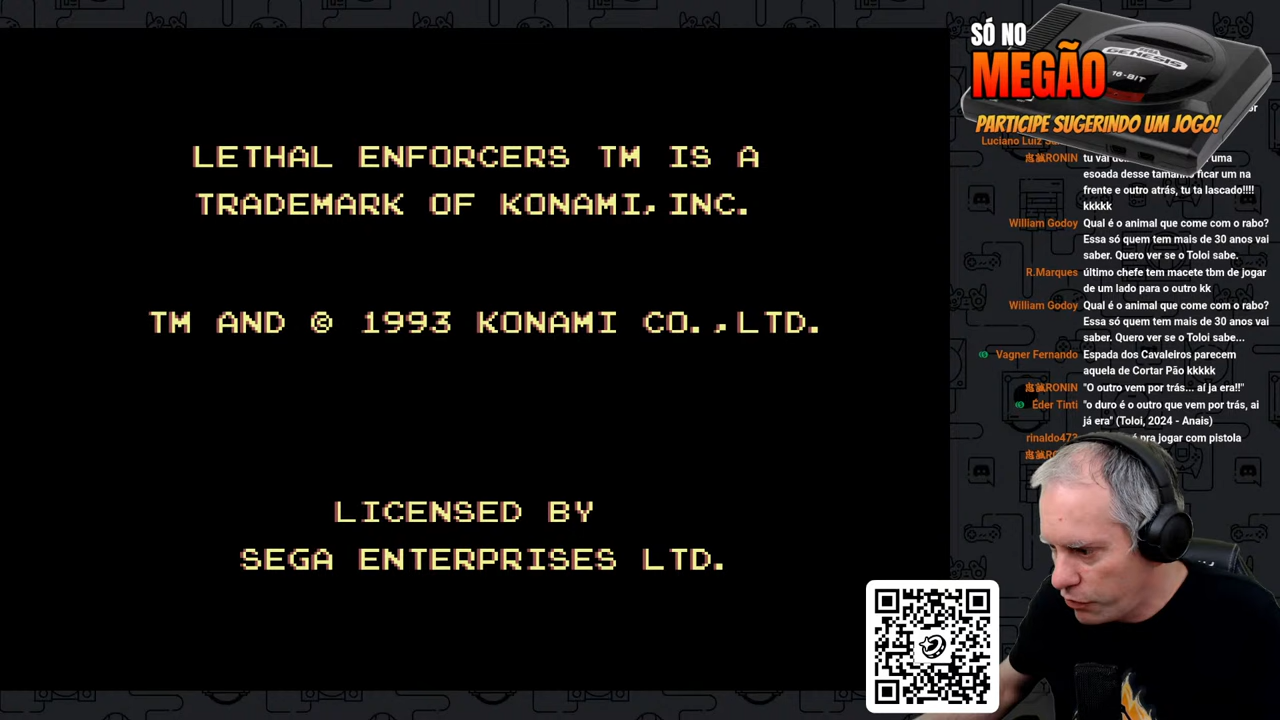 LETHAL ENFORCERS TM IS A
TRADEMARK OF KONAMI,INC.
TM AND © 1993 KONAMI CO.,LTD.
LICENSED BY
SEGA ENTERPRISES LTD.
SÓ NO
MEGÃO
GENESIS
16-BIT
PARTICIPE SUGERINDO UM JOGO!
Luciano Luiz
RONIN tu vai uma
esoada desse tamanho ficar um na
frente e outro atrás, tu ta lascado!!!!
kkkkk
William Godoy Qual é o animal que come com o rabo?
Essa só quem tem mais de 30 anos vai
saber. Quero ver se o Toloi sabe.
R.Marques último chefe tem macete tbm de jogar
de um lado para o outro kk
William Godoy Qual é o animal que come com o rabo?
Essa só quem tem mais de 30 anos vai
saber. Quero ver se o Toloi sabe...
Vagner Fernando Espada dos Cavaleiros parecem
aquela de Cortar Pão kkkkk
RONIN "O outro vem por trás... aí ja era!!"
Éder Tinti "o duro é o outro que vem por trás, ai
já era" (Toloi, 2024 - Anais)
rinaldo473 é pra jogar com pistola